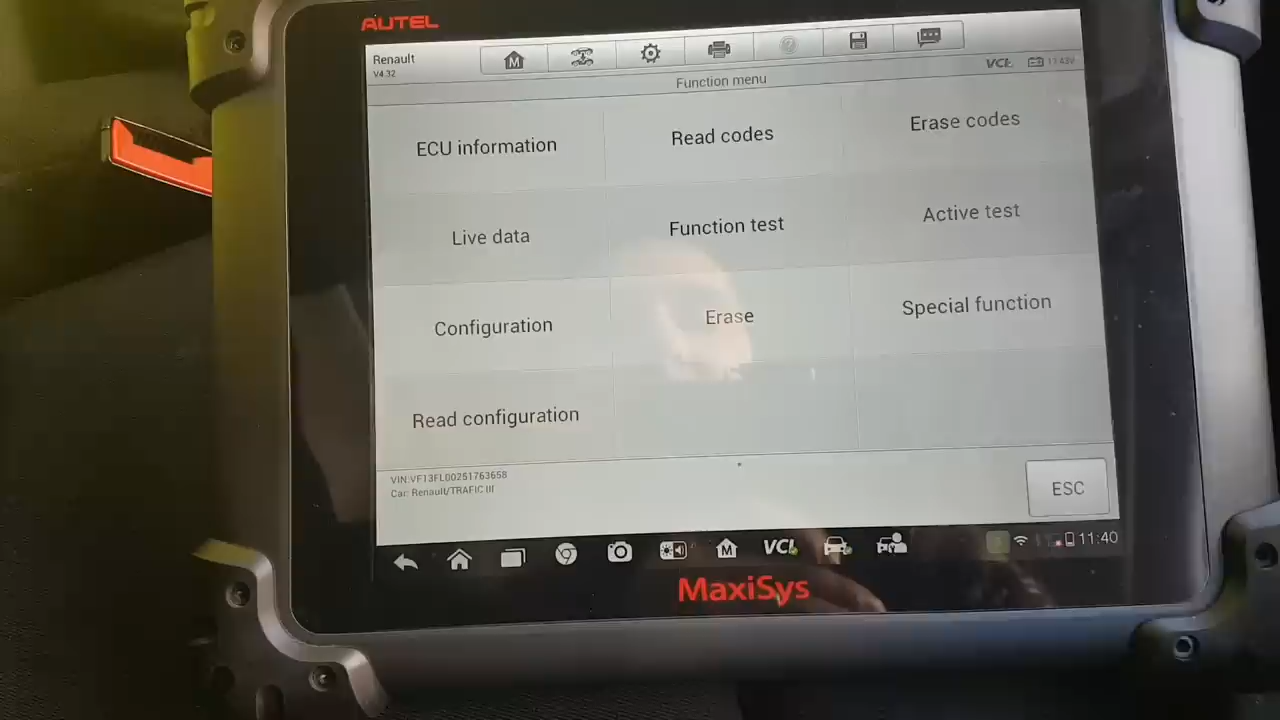 AUTEL
Renault
V4.32
Function menu
VCI
ECU information
Read codes
Erase codes
Live data
Function test
Active test
Configuration
Erase
Special function
Read configuration
VIN:VF13FL00251763658
Car: Renault/TRAFIC III
ESC
VCI
11:40
MaxiSys